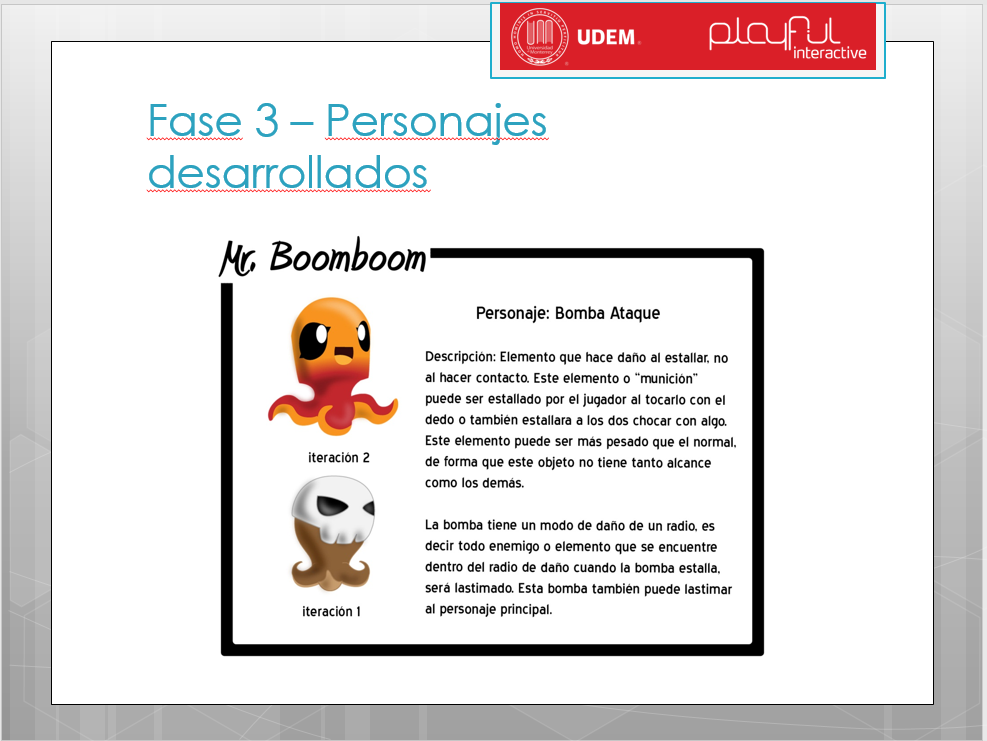 Universidad
de Monterrey
UDEM
playful
interactive
Fase 3 – Personajes
desarrollados
Mr. Boomboom
Personaje: Bomba Ataque
Descripción: Elemento que hace daño al estallar, no
al hacer contacto. Este elemento o “munición”
puede ser estallado por el jugador al tocarlo con el
dedo o también estallara a los dos chocar con algo.
Este elemento puede ser más pesado que el normal,
de forma que este objeto no tiene tanto alcance
como los demás.
La bomba tiene un modo de daño de un radio, es
decir todo enemigo o elemento que se encuentre
dentro del radio de daño cuando la bomba estalla,
será lastimado. Esta bomba también puede lastimar
al personaje principal.
iteración 2
iteración 1